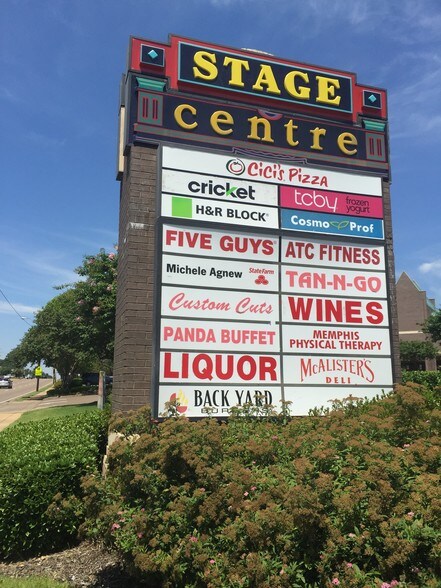 STAGE
centre
CiCi's PIZZA
cricket
tcby frozen yogurt
H&R BLOCK
Cosmo Prof
FIVE GUYS
ATC FITNESS
Michele Agnew State Farm
TAN-N-GO
Custom Cuts
WINES
PANDA BUFFET
MEMPHIS
PHYSICAL THERAPY
LIQUOR
McALISTER'S
DELI
BACK YARD
BURGERS